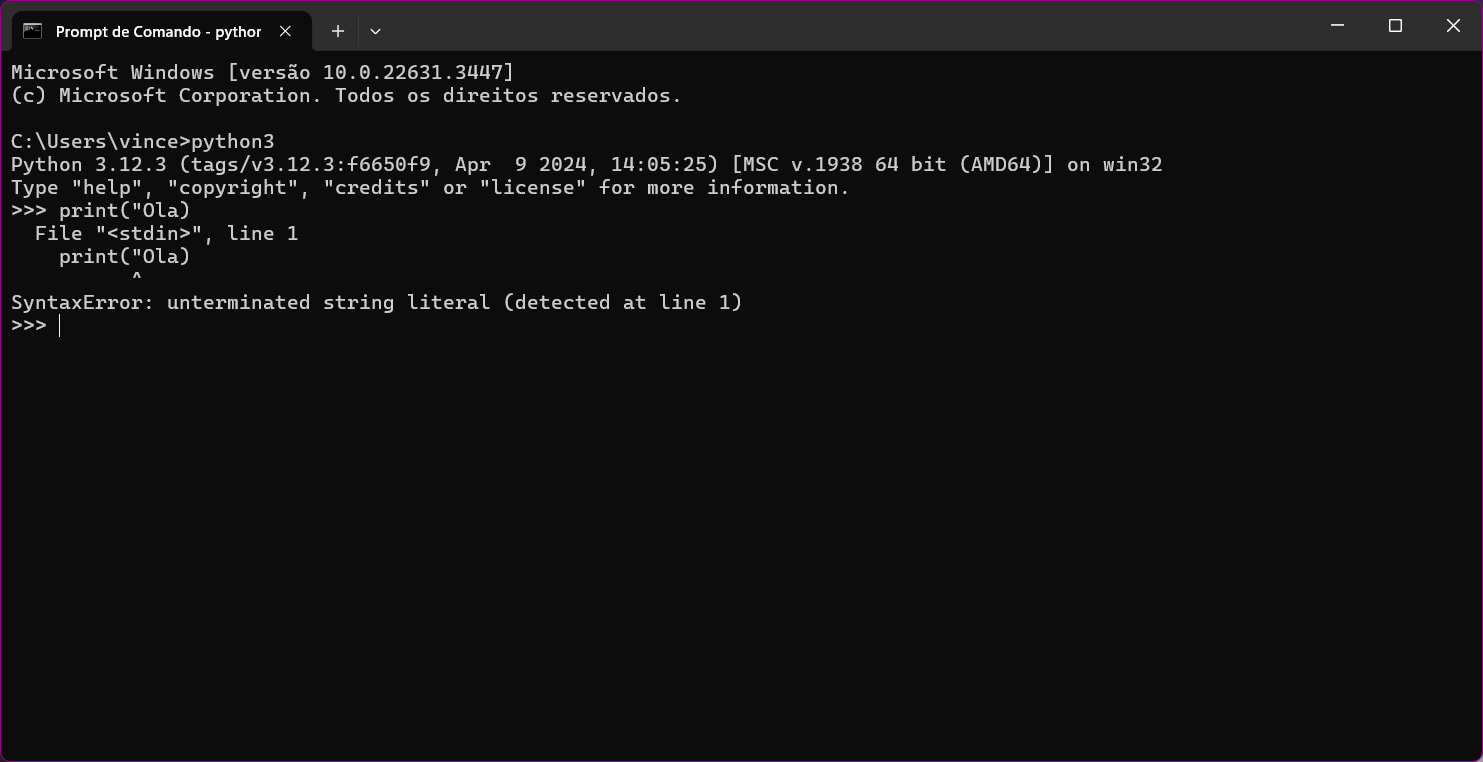 Prompt de Comando - python
Microsoft Windows [versão 10.0.22631.3447]
(c) Microsoft Corporation. Todos os direitos reservados.
C:\Users\vince>python3
Python 3.12.3 (tags/v3.12.3:f6650f9, Apr  9 2024, 14:05:25) [MSC v.1938 64 bit (AMD64)] on win32
Type "help", "copyright", "credits" or "license" for more information.
>>> print("Ola)
  File "<stdin>", line 1
    print("Ola)
          ^
SyntaxError: unterminated string literal (detected at line 1)
>>>